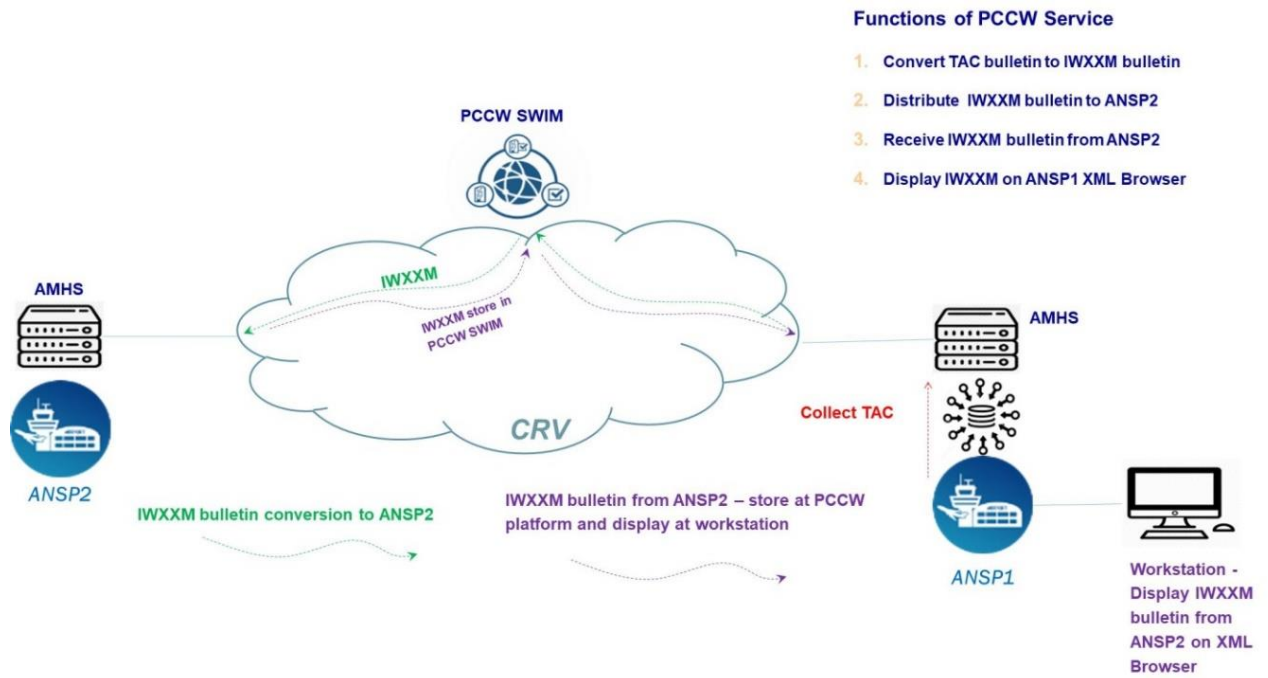 Functions of PCCW Service
1. Convert TAC bulletin to IWXXM bulletin
2. Distribute IWXXM bulletin to ANSP2
3. Receive IWXXM bulletin from ANSP2
4. Display IWXXM on ANSP1 XML Browser
PCCW SWIM
IWXXM
IWXXM store in
PCCW SWIM
AMHS
AMHS
Collect TAC
CRV
ANSP2
IWXXM bulletin conversion to ANSP2
IWXXM bulletin from ANSP2 – store at PCCW
platform and display at workstation
ANSP1
Workstation -
Display IWXXM
bulletin from
ANSP2 on XML
Browser